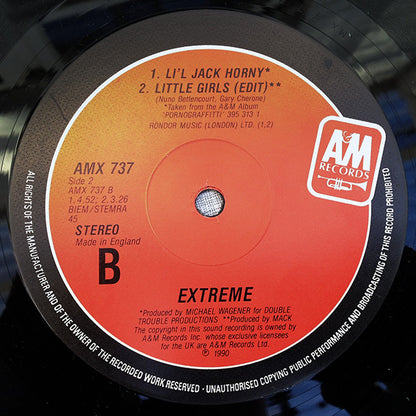 1. LI'L JACK HORNY*
2. LITTLE GIRLS (EDIT)**
(Nuno Bettencourt, Gary Cherone)
*Taken from the A&M Album
'PORNOGRAFFITI' 395 313 1
RONDOR MUSIC (LONDON) LTD. (1,2)
AMX 737
Side 2
AMX 737 B
1. 4.52; 2. 3.26
BIEM/STEMRA
45
STEREO
Made in England
B
A&M
RECORDS
EXTREME
*Produced by MICHAEL WAGENER for DOUBLE
TROUBLE PRODUCTIONS **Produced by MACK
The copyright in this sound recording is owned by
A&M Records Inc. whose exclusive licensees
for the UK are A&M Records Ltd.
℗ 1990
ALL RIGHTS OF THE MANUFACTURER AND OF THE OWNER OF THE RECORDED WORK RESERVED - UNAUTHORISED COPYING PUBLIC PERFORMANCE AND BROADCASTING OF THIS RECORD PROHIBITED